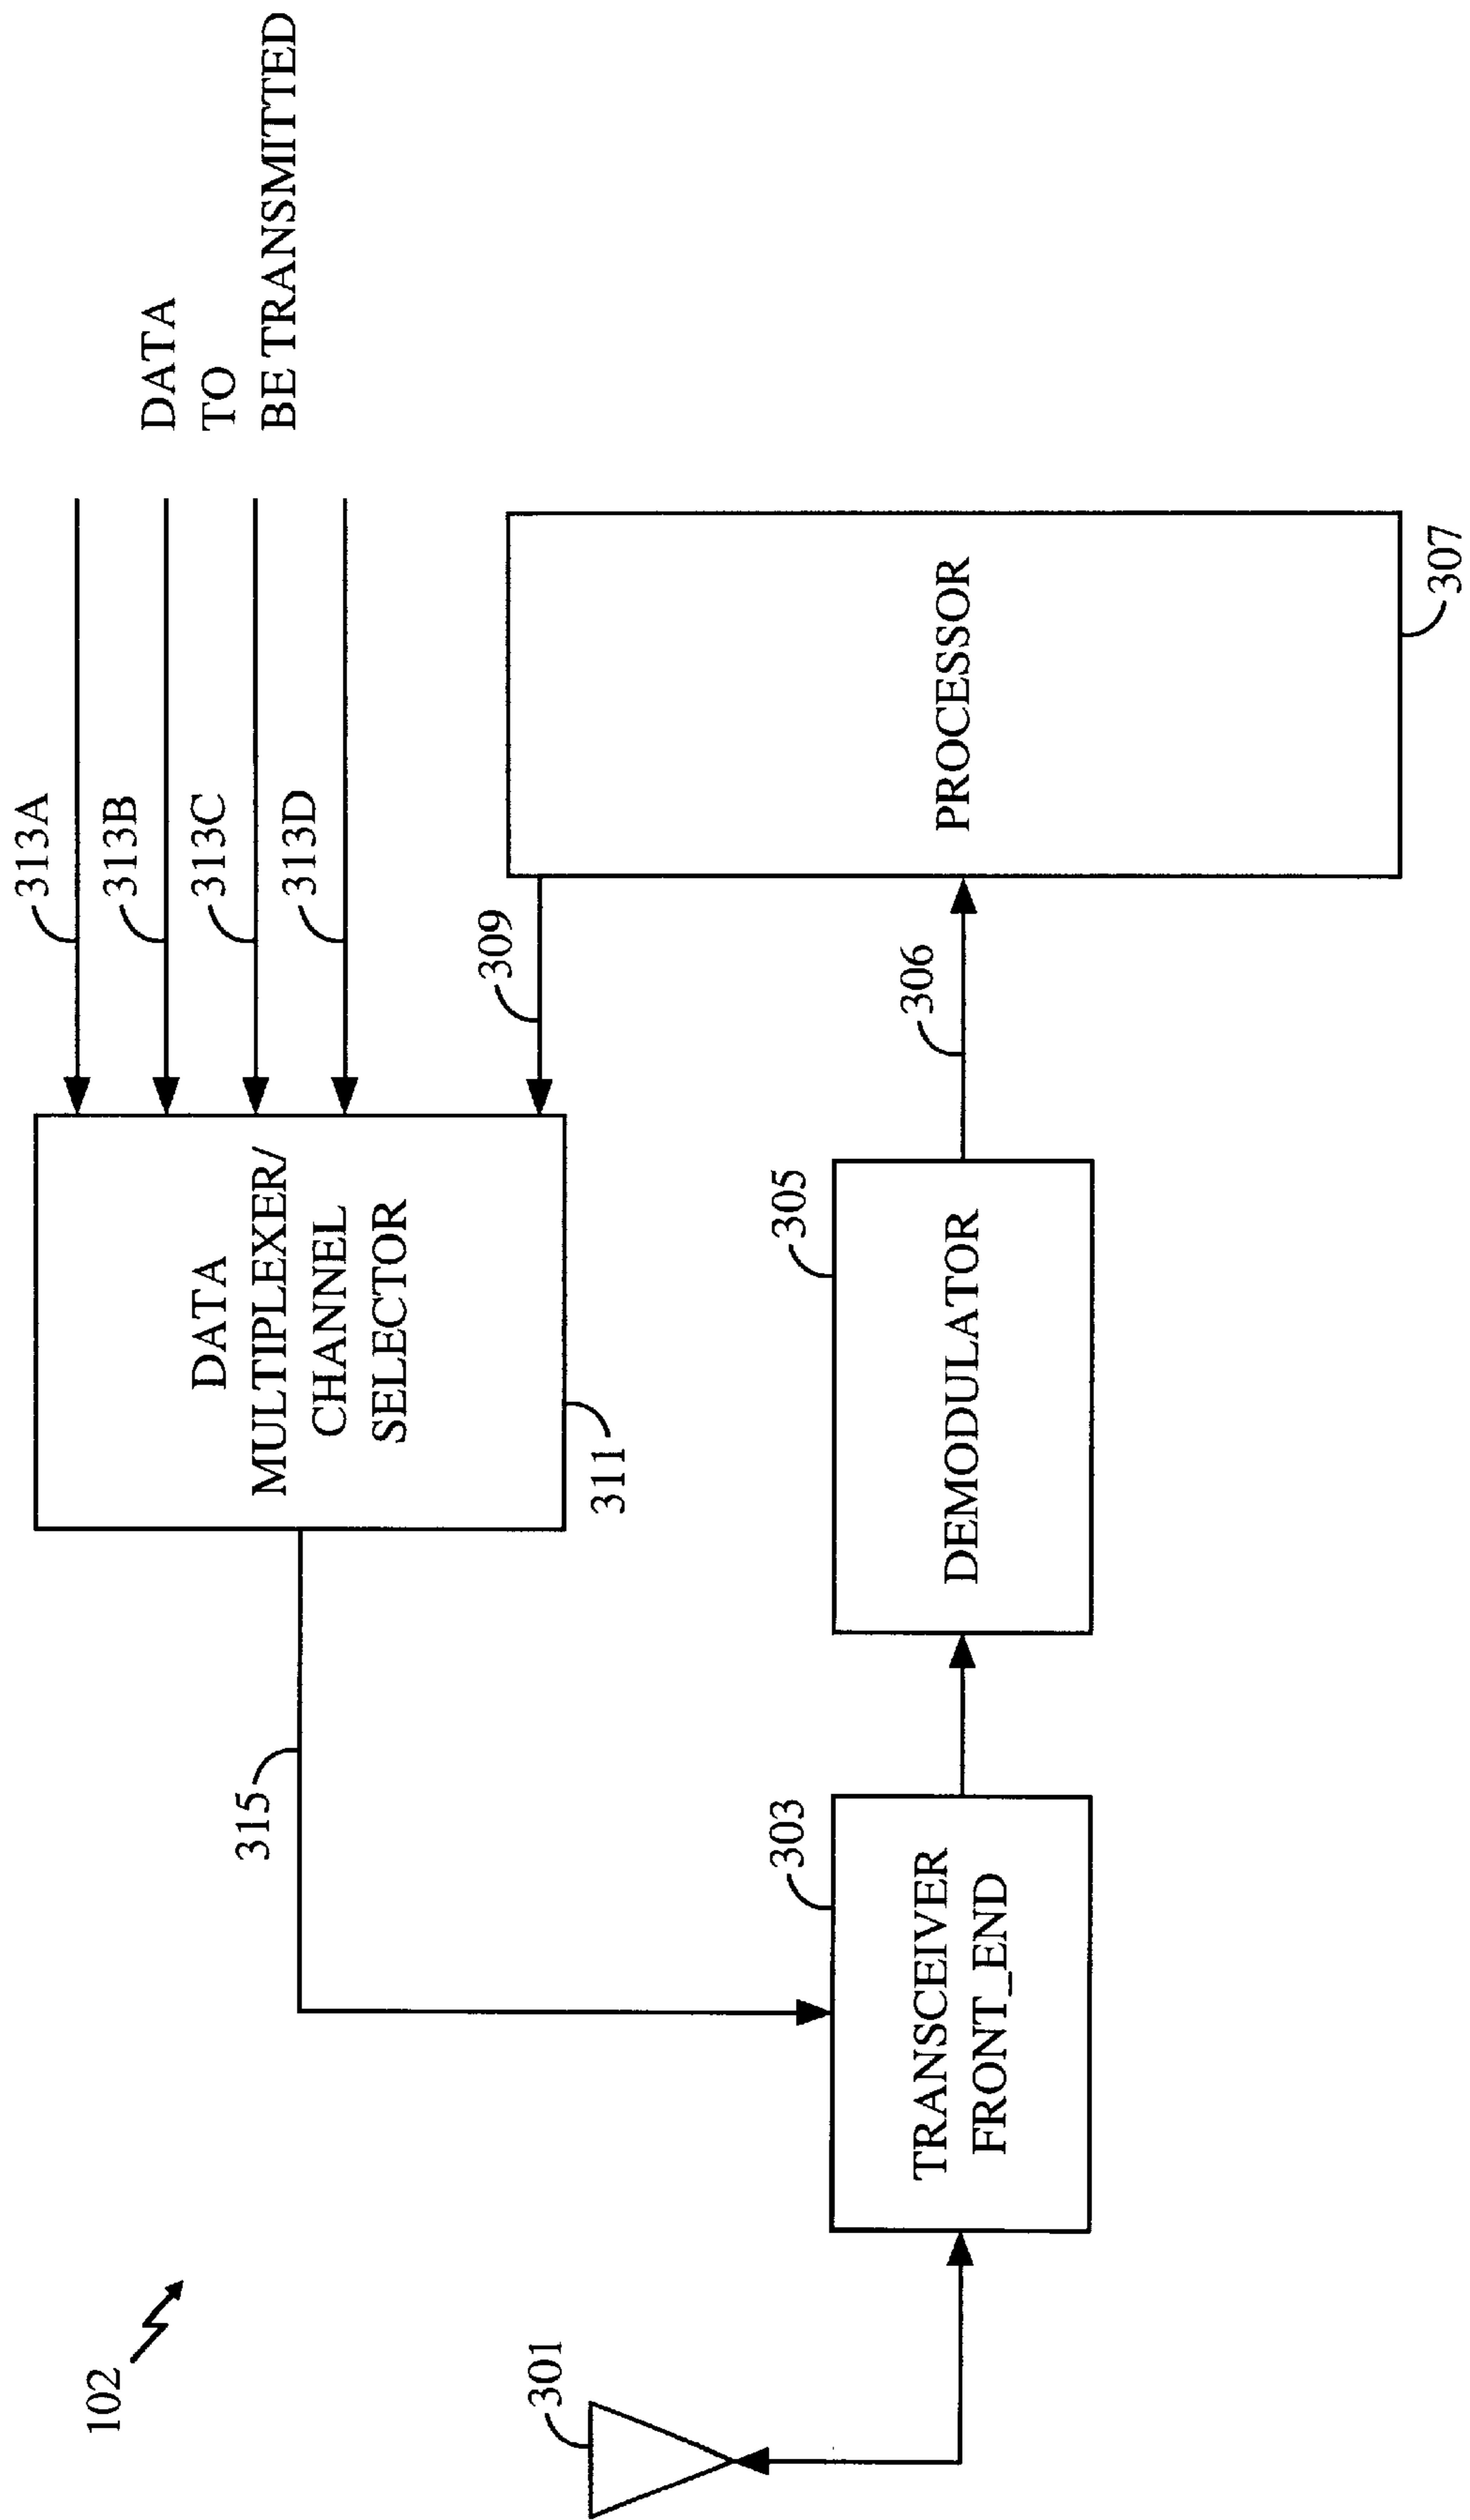 313A
313B
313C
313D
DATA
TO
BE TRANSMITTED
102
315
DATA
MULTIPLEXER/
CHANNEL
SELECTOR
311
309
301
303
TRANSCEIVER
FRONT_END
305
DEMODULATOR
306
PROCESSOR
307